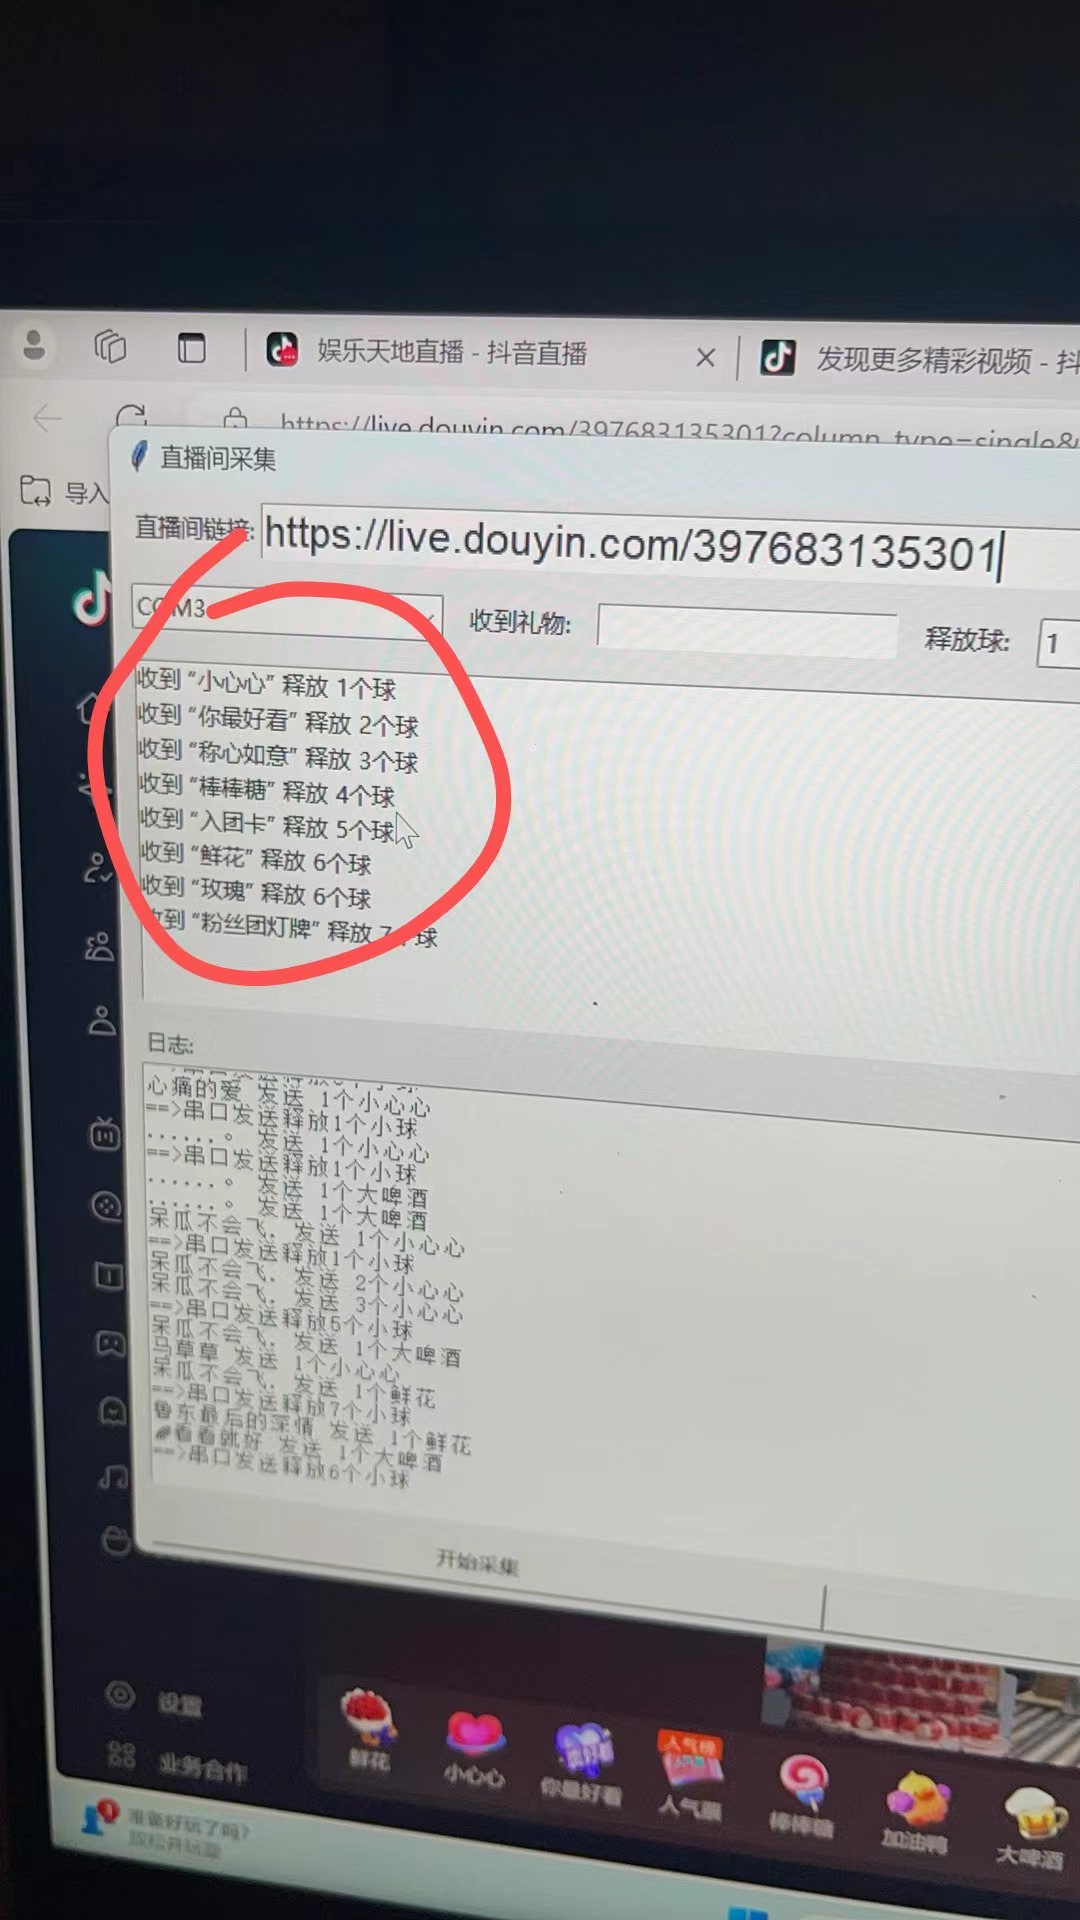 娱乐天地直播 - 抖音直播
发现更多精彩视频 - 抖
https://live.douyin.com/397683135301?column_type=single&
导入
直播间采集
直播间链接: https://live.douyin.com/397683135301
COM3 收到礼物: 释放球: 1
收到 “小心心” 释放 1个球
收到 “你最好看” 释放 2个球
收到 “称心如意” 释放 3个球
收到 “棒棒糖” 释放 4个球
收到 “入团卡” 释放 5个球
收到 “鲜花” 释放 6个球
收到 “玫瑰” 释放 6个球
收到 “粉丝团灯牌” 释放 7个球
日志:
心痛的爱 发送 1个小心心
==>串口发送释放1个小球
......。 发送 1个小心心
==>串口发送释放1个小球
......。 发送 1个大啤酒
......。 发送 1个大啤酒
呆瓜不会飞. 发送 1个小心心
==>串口发送释放1个小球
呆瓜不会飞. 发送 2个小心心
呆瓜不会飞. 发送 3个小心心
==>串口发送释放5个小球
呆瓜不会飞. 发送 1个大啤酒
马草草 发送 1个小心心
呆瓜不会飞. 发送 1个鲜花
==>串口发送释放7个小球
鲁东最后的深情 发送 1个鲜花
看看就好 发送 1个大啤酒
==>串口发送释放6个小球
开始采集
设置
业务合作
鲜花 小心心 你最好看 人气票 棒棒糖 加油鸭 大啤酒
准备好玩了吗?